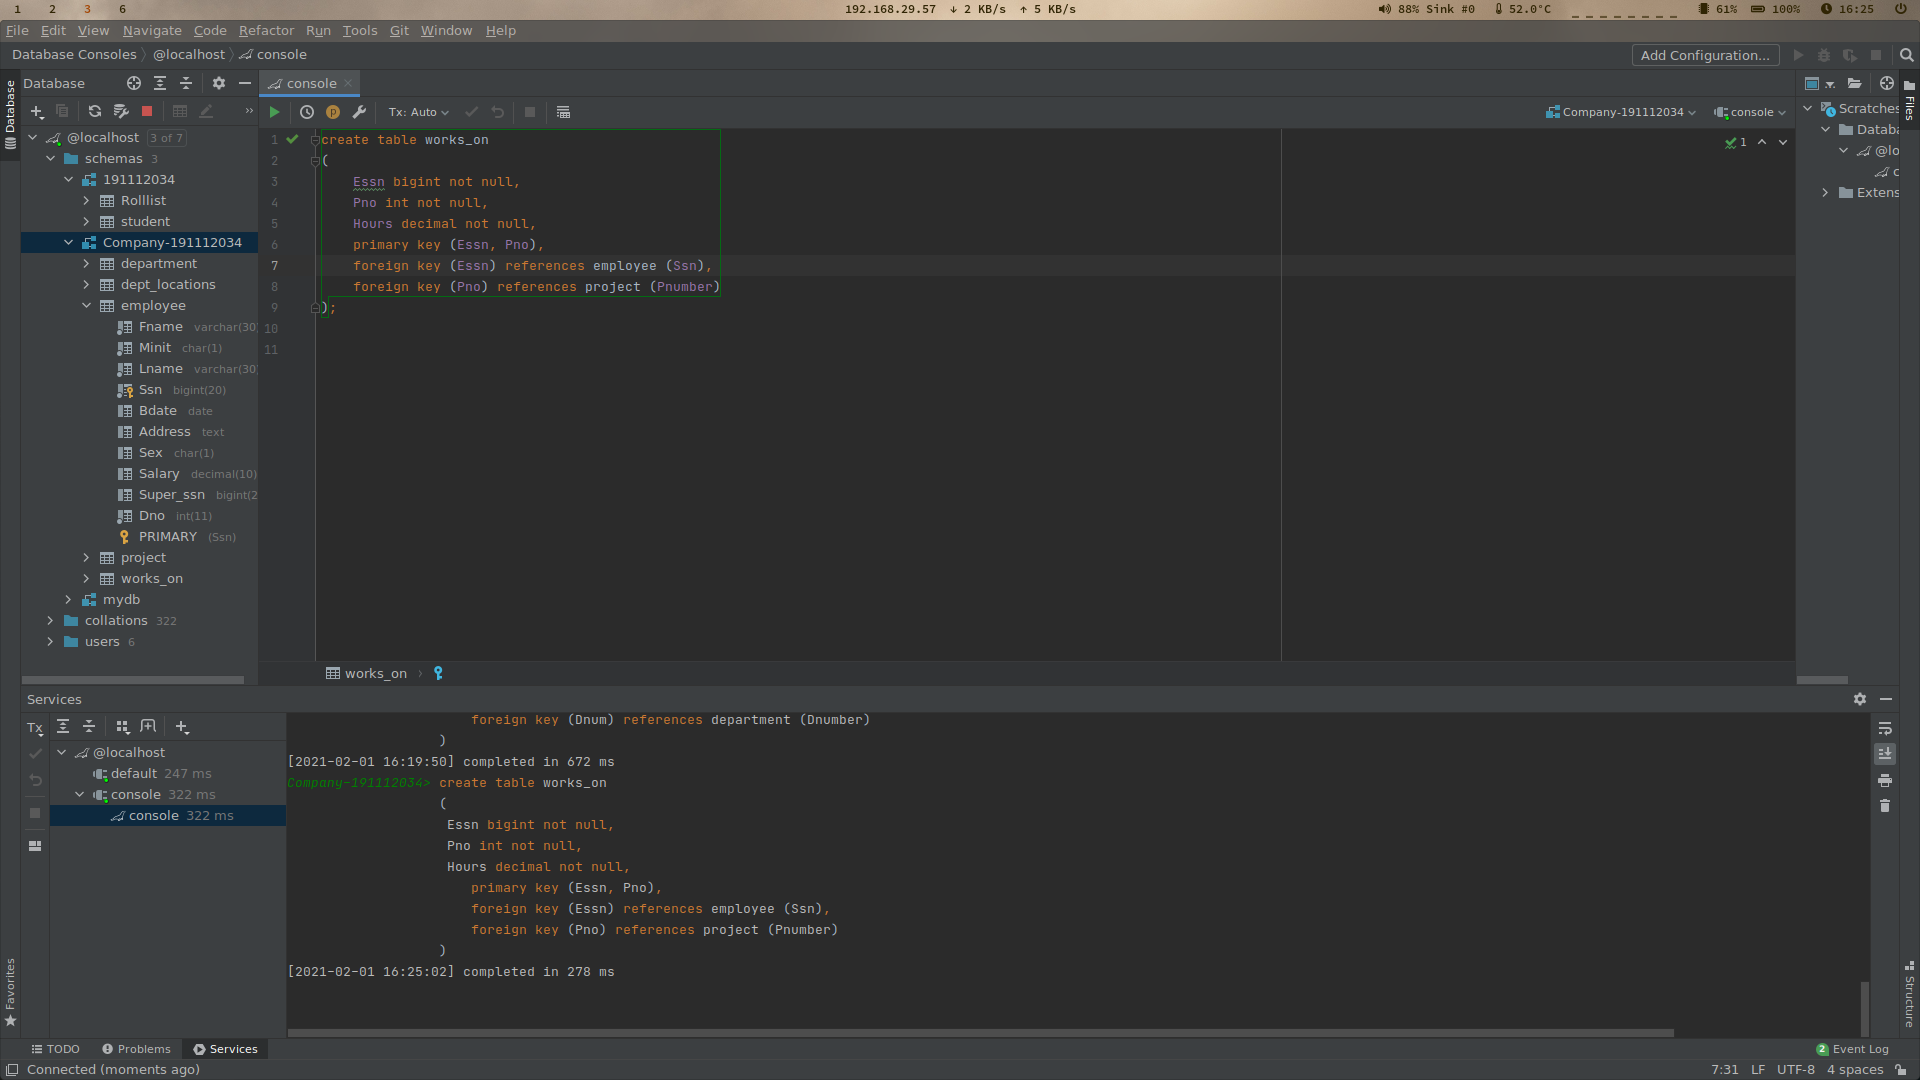 1 2 3 6 192.168.29.57 ↓ 2 KB/s ↑ 5 KB/s 88% Sink #0 52.0°C 61% 100% 16:25
File Edit View Navigate Code Refactor Run Tools Git Window Help
Database Consoles @localhost console Add Configuration...
Database
console
Tx: Auto
Company-191112034 console
Database
@localhost 3 of 7
schemas 3
191112034
Rolllist
student
Company-191112034
department
dept_locations
employee
Fname varchar(30
Minit char(1)
Lname varchar(30
Ssn bigint(20)
Bdate date
Address text
Sex char(1)
Salary decimal(10)
Super_ssn bigint(2
Dno int(11)
PRIMARY (Ssn)
project
works_on
mydb
collations 322
users 6
1 create table works_on
2 (
3 Essn bigint not null,
4 Pno int not null,
5 Hours decimal not null,
6 primary key (Essn, Pno),
7 foreign key (Essn) references employee (Ssn),
8 foreign key (Pno) references project (Pnumber)
9 );
10
11
1
works_on
Files
Scratches
Databa
@lo
c
Extens
Services
Tx
@localhost
default 247 ms
console 322 ms
console 322 ms
foreign key (Dnum) references department (Dnumber)
)
[2021-02-01 16:19:50] completed in 672 ms
Company-191112034> create table works_on
(
Essn bigint not null,
Pno int not null,
Hours decimal not null,
primary key (Essn, Pno),
foreign key (Essn) references employee (Ssn),
foreign key (Pno) references project (Pnumber)
)
[2021-02-01 16:25:02] completed in 278 ms
Favorites
Structure
TODO Problems Services 2 Event Log
Connected (moments ago) 7:31 LF UTF-8 4 spaces